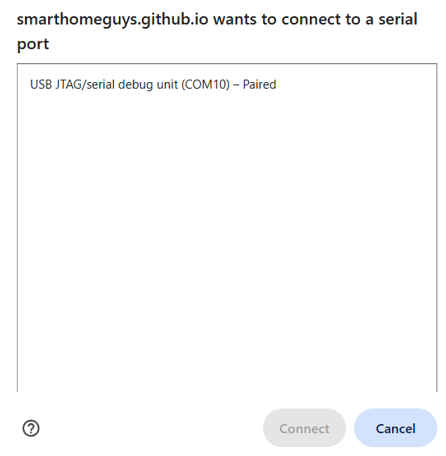 smarthomeguys.github.io wants to connect to a serial
port
USB JTAG/serial debug unit (COM10) – Paired
Connect
Cancel